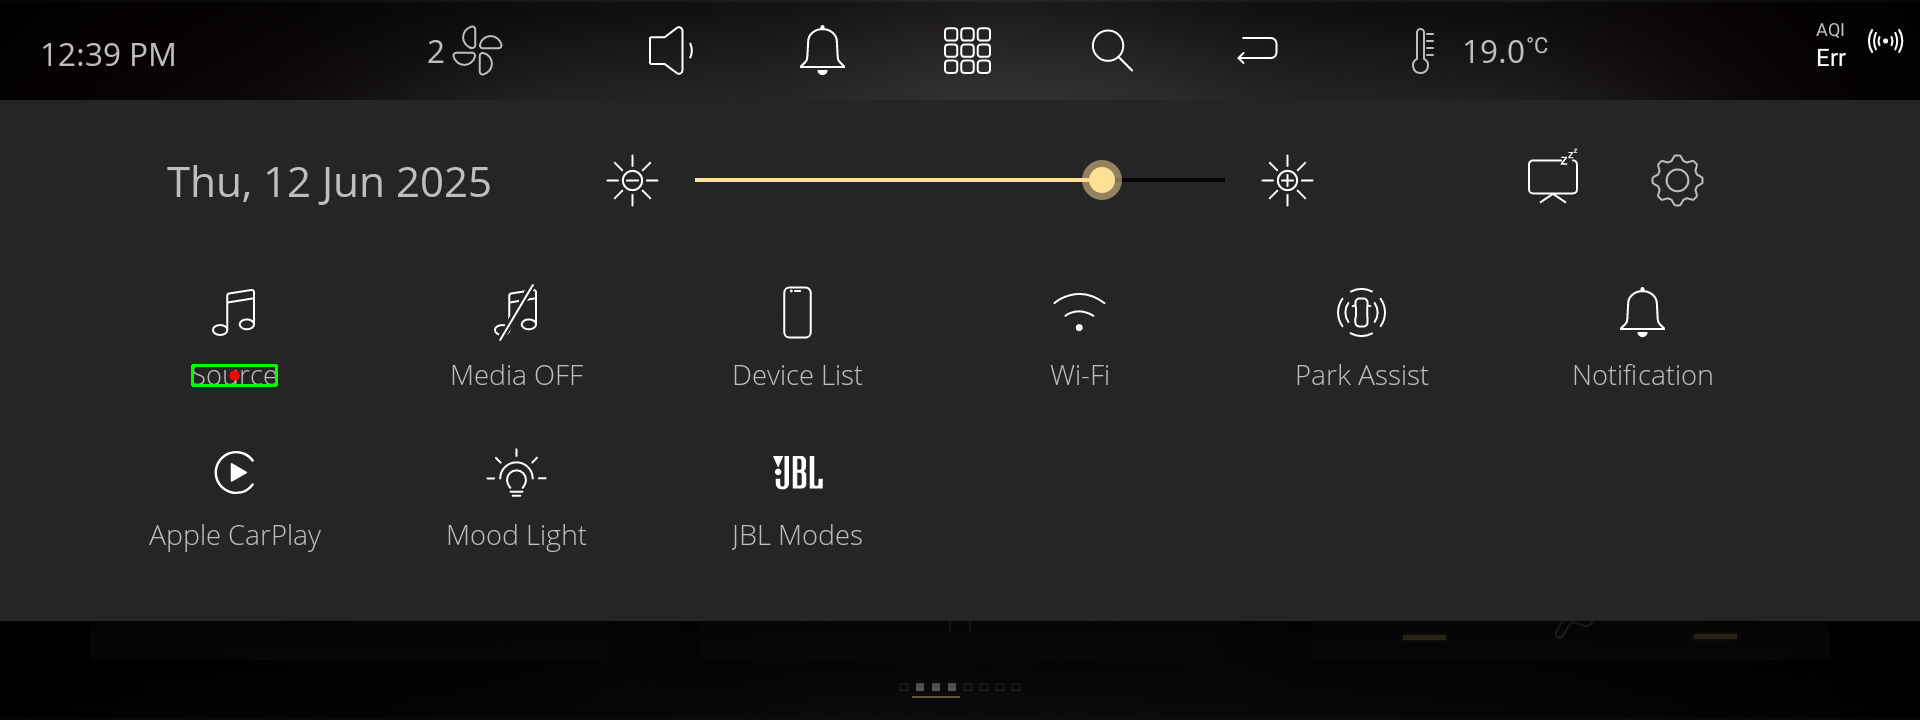 12:39 PM
2
19.0°C
AQI
Err
Thu, 12 Jun 2025
zzz
Source
Media OFF
Device List
Wi-Fi
Park Assist
Notification
JBL
Apple CarPlay
Mood Light
JBL Modes